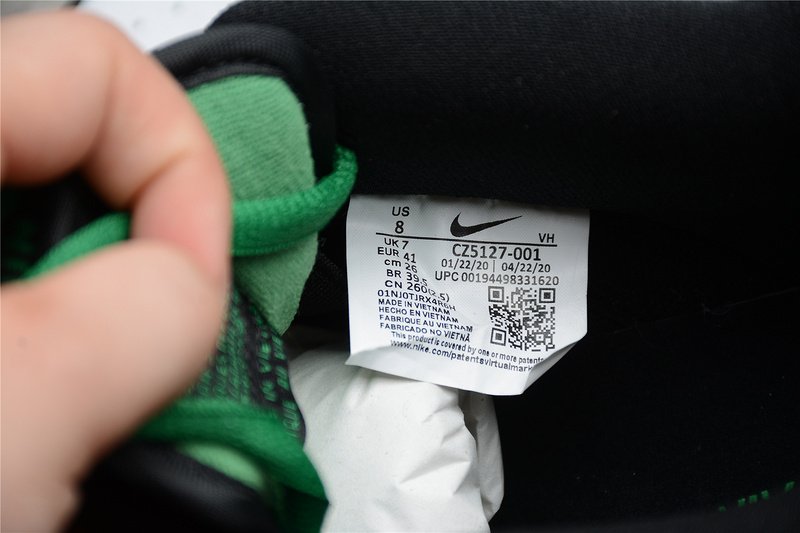 US
8
VH
UK 7
CZ5127-001
EUR 41
01/22/20 | 04/22/20
cm 26
UPC 00194498331620
BR 39.5
CN 260(2.5)
MADE IN VIETNAM
HECHO EN VIETNAM
FABRIQUE AU VIETNAM
FABRICADO NO VIETNÃ
This product is covered by one or more patents
www.nike.com/patentsvirtualmark